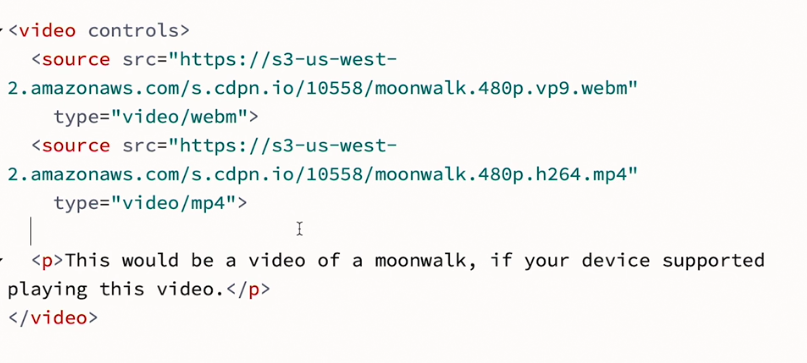 <video controls>
<source src="https://s3-us-west-
2.amazonaws.com/s.cdpn.io/10558/moonwalk.480p.vp9.webm"
type="video/webm">
<source src="https://s3-us-west-
2.amazonaws.com/s.cdpn.io/10558/moonwalk.480p.h264.mp4"
type="video/mp4">
<p>This would be a video of a moonwalk, if your device supported
playing this video.</p>
</video>